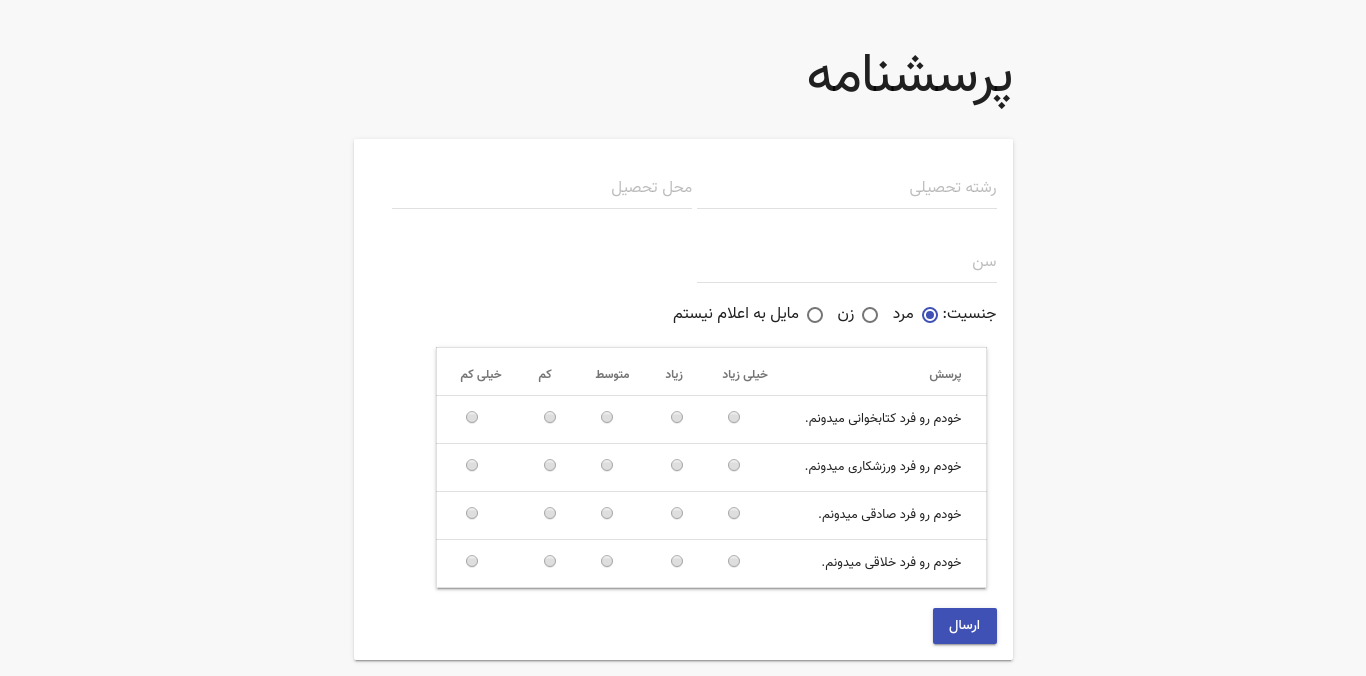 پرسشنامه
رشته تحصیلی محل تحصیل
سن
جنسیت: مرد زن مایل به اعلام نیستم
پرسش خیلی زیاد زیاد متوسط کم خیلی کم
خودم رو فرد کتابخوانی میدونم.
خودم رو فرد ورزشکاری میدونم.
خودم رو فرد صادقی میدونم.
خودم رو فرد خلاقی میدونم.
ارسال